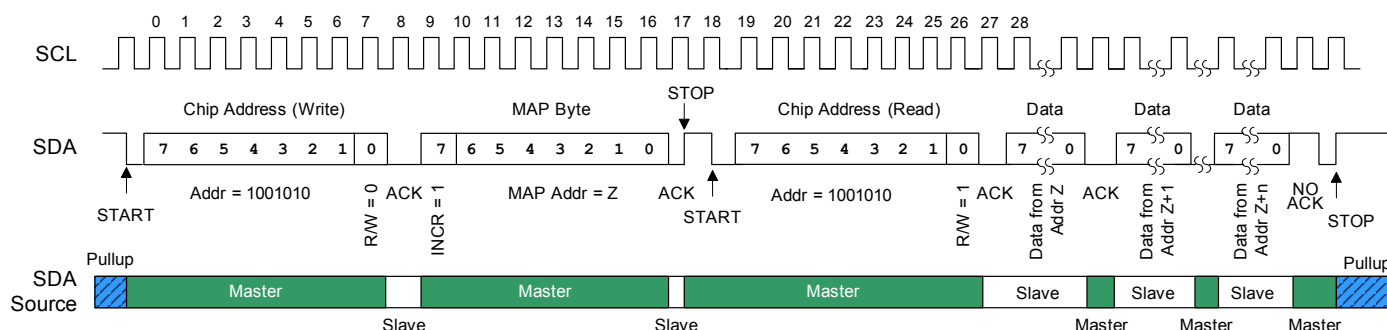 0 1 2 3 4 5 6 7 8 9 10 11 12 13 14 15 16 17 18 19 20 21 22 23 24 25 26 27 28
SCL
STOP
Chip Address (Write) MAP Byte Chip Address (Read) Data Data Data
SDA 7 6 5 4 3 2 1 0 7 6 5 4 3 2 1 0 7 6 5 4 3 2 1 0 7 0 7 0 7 0
START Addr = 1001010 R/W = 0 ACK INCR = 1 MAP Addr = Z ACK START Addr = 1001010 R/W = 1 ACK
Data from
Addr Z
ACK
Data from
Addr Z+1
Data from
Addr Z+n
NO
ACK
STOP
Pullup Pullup
SDA
Source
Master Master Master Slave Slave Slave
Slave Slave Master Master Master